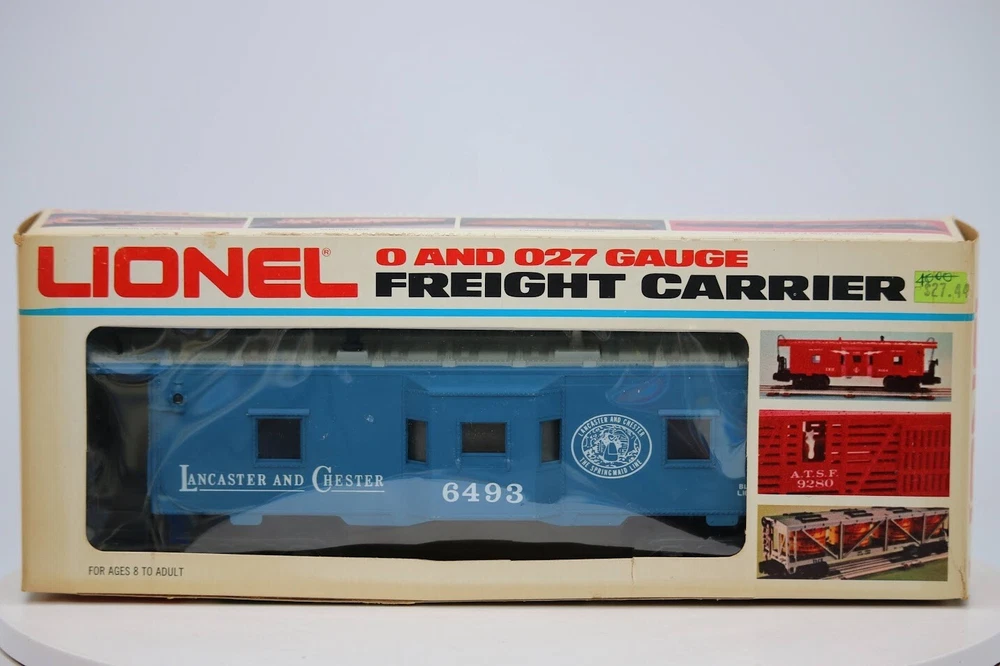 LIONEL®
O AND 027 GAUGE
FREIGHT CARRIER
$27.44
LANCASTER AND CHESTER
6493
LANCASTER AND CHESTER
THE SPRINGMAID LINE
A.T.S.F.
9280
FOR AGES 8 TO ADULT